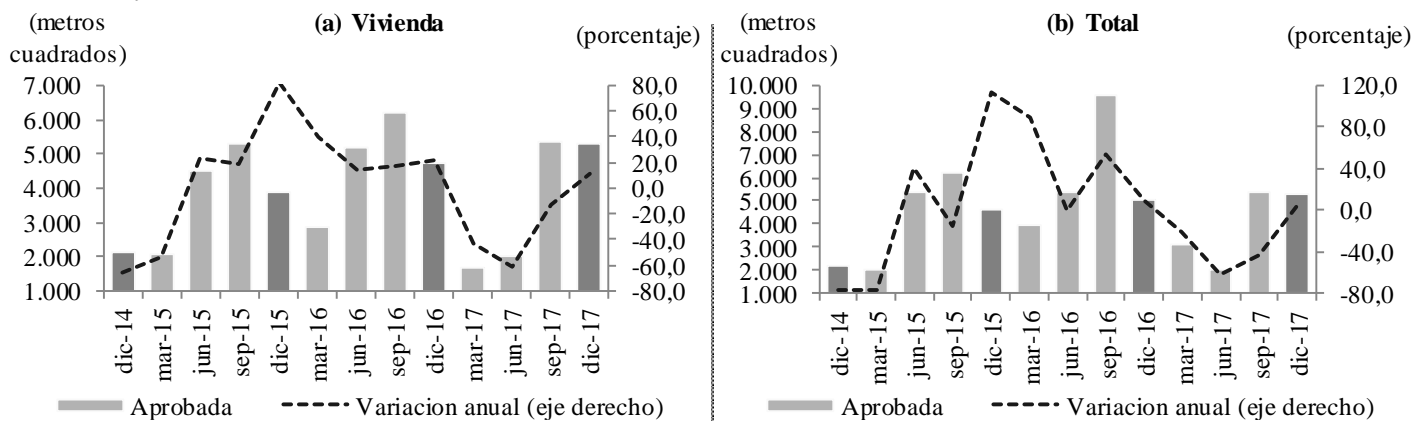 (metros cuadrados)
(a) Vivienda
(porcentaje)
7.000
6.000
5.000
4.000
3.000
2.000
1.000
80,0
60,0
40,0
20,0
0,0
-20,0
-40,0
-60,0
-80,0
dic-14
mar-15
jun-15
sep-15
dic-15
mar-16
jun-16
sep-16
dic-16
mar-17
jun-17
sep-17
dic-17
Aprobada
Variacion anual (eje derecho)
(metros cuadrados)
(b) Total
(porcentaje)
10.000
9.000
8.000
7.000
6.000
5.000
4.000
3.000
2.000
1.000
120,0
80,0
40,0
0,0
-40,0
-80,0
dic-14
mar-15
jun-15
sep-15
dic-15
mar-16
jun-16
sep-16
dic-16
mar-17
jun-17
sep-17
dic-17
Aprobada
Variacion anual (eje derecho)